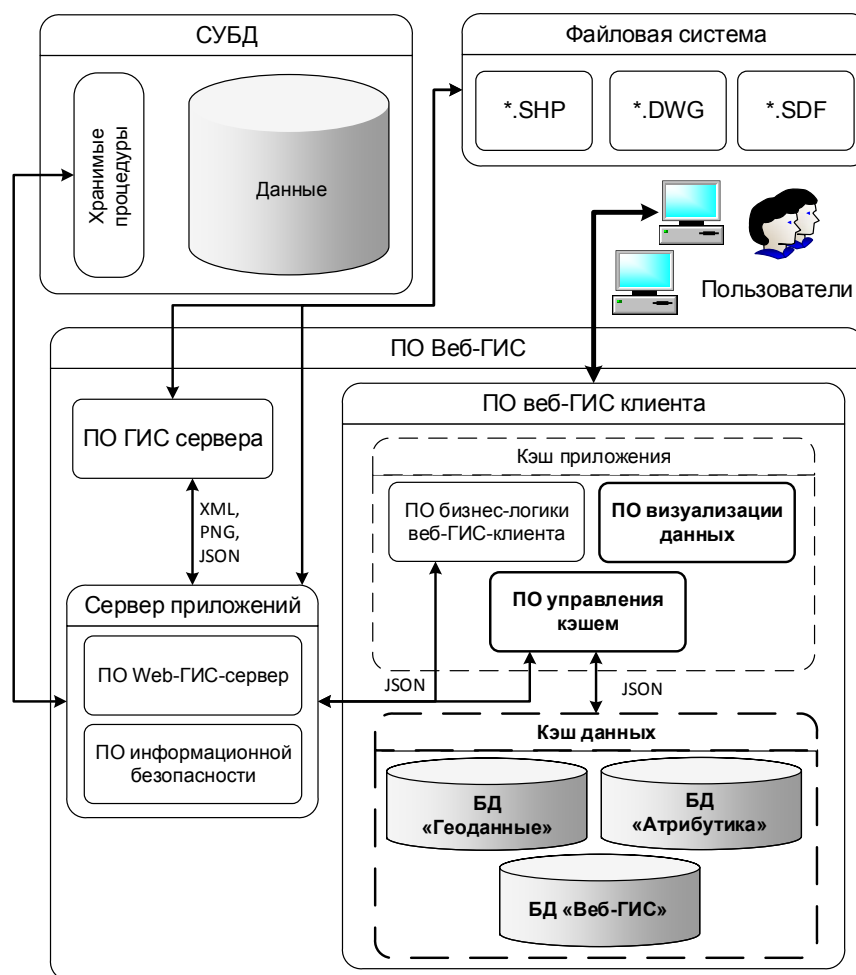 СУБД
Хранимые
процедуры
Данные
Файловая система
*.SHP
*.DWG
*.SDF
Пользователи
ПО Веб-ГИС
ПО ГИС сервера
XML,
PNG,
JSON
Сервер приложений
ПО Web-ГИС-сервер
ПО информационной
безопасности
ПО веб-ГИС клиента
Кэш приложения
ПО бизнес-логики
веб-ГИС-клиента
ПО визуализации
данных
ПО управления
кэшем
JSON
JSON
Кэш данных
БД
«Геоданные»
БД
«Атрибутика»
БД «Веб-ГИС»